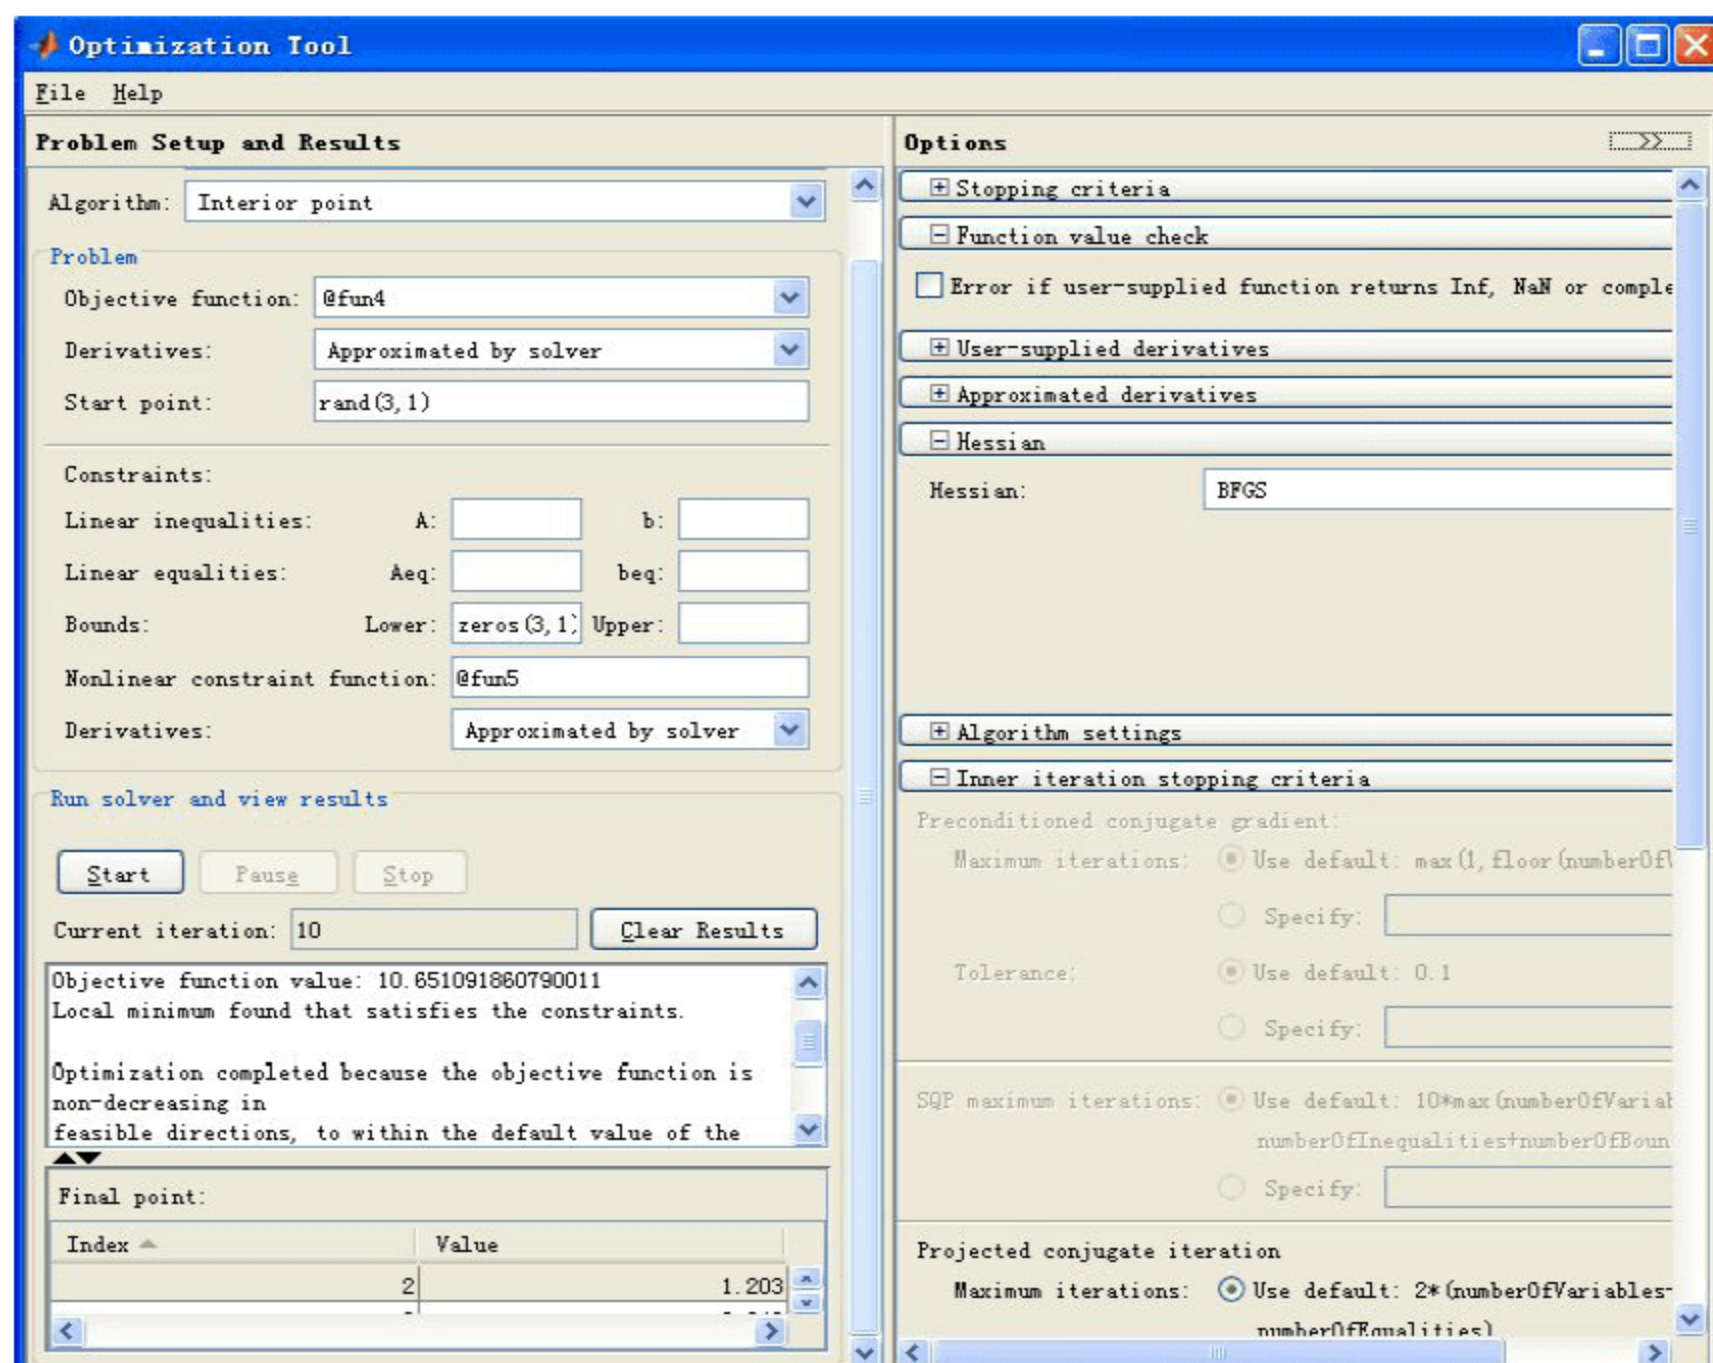 Optimization Tool
File Help
Problem Setup and Results
Algorithm: Interior point
Problem
Objective function: @fun4
Derivatives: Approximated by solver
Start point: rand(3,1)
Constraints:
Linear inequalities: A: b:
Linear equalities: Aeq: beq:
Bounds: Lower: zeros(3,1) Upper:
Nonlinear constraint function: @fun5
Derivatives: Approximated by solver
Run solver and view results
Start Pause Stop
Current iteration: 10 Clear Results
Objective function value: 10.651091860790011
Local minimum found that satisfies the constraints.
Optimization completed because the objective function is
non-decreasing in
feasible directions, to within the default value of the
Final point:
Index Value
2 1.203
Options >>
Stopping criteria
Function value check
Error if user-supplied function returns Inf, NaN or comple
User-supplied derivatives
Approximated derivatives
Hessian
Hessian: BFGS
Algorithm settings
Inner iteration stopping criteria
Preconditioned conjugate gradient:
Maximum iterations: Use default: max(1,floor(numberOfV
Specify:
Tolerance: Use default: 0.1
Specify:
SQP maximum iterations: Use default: 10*max(numberOfVariab
numberOfInequalities+numberOfBoun
Specify:
Projected conjugate iteration
Maximum iterations: Use default: 2*(numberOfVariables-
numberOfEqualities)